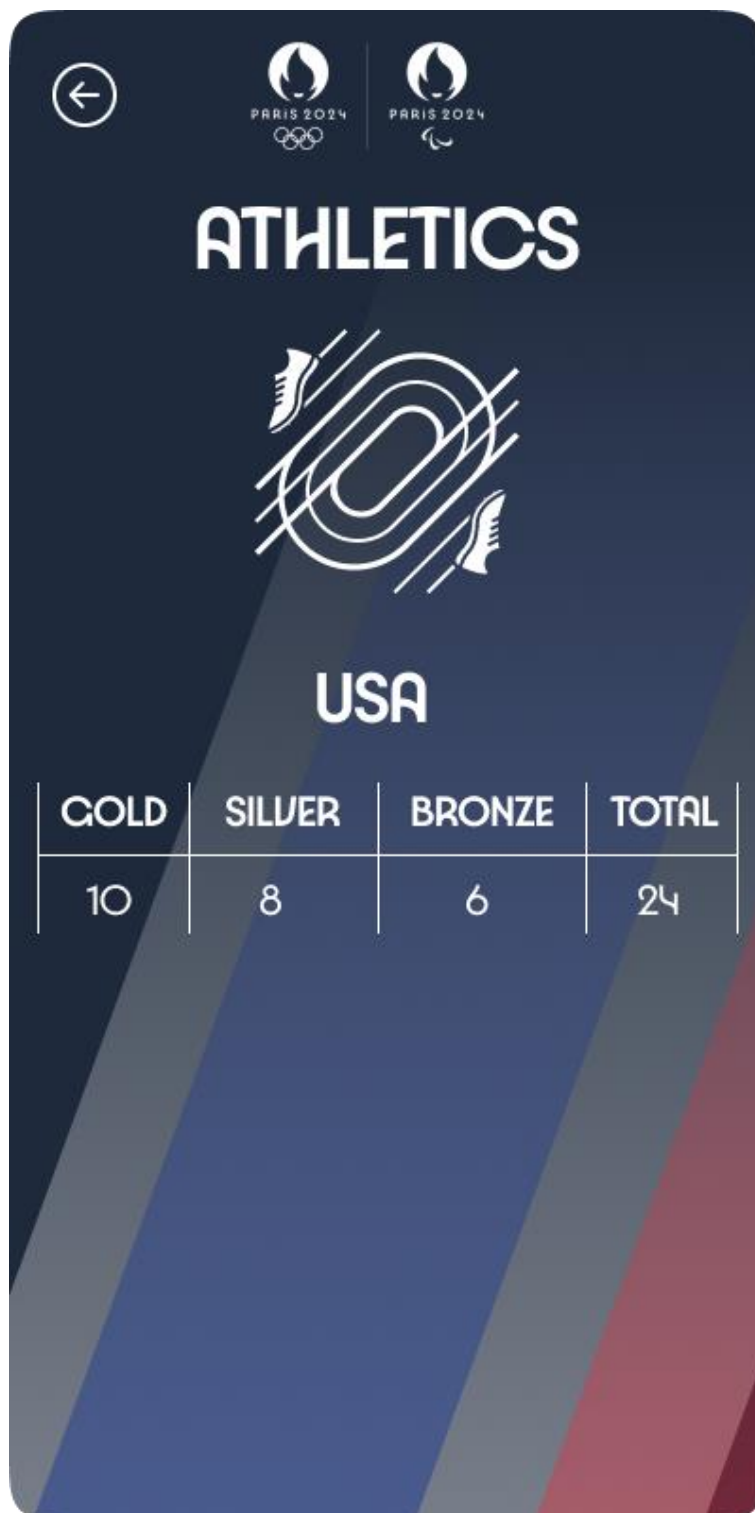 PARIS 2024 PARIS 2024
ATHLETICS
USA
GOLD SILVER BRONZE TOTAL
10 8 6 24